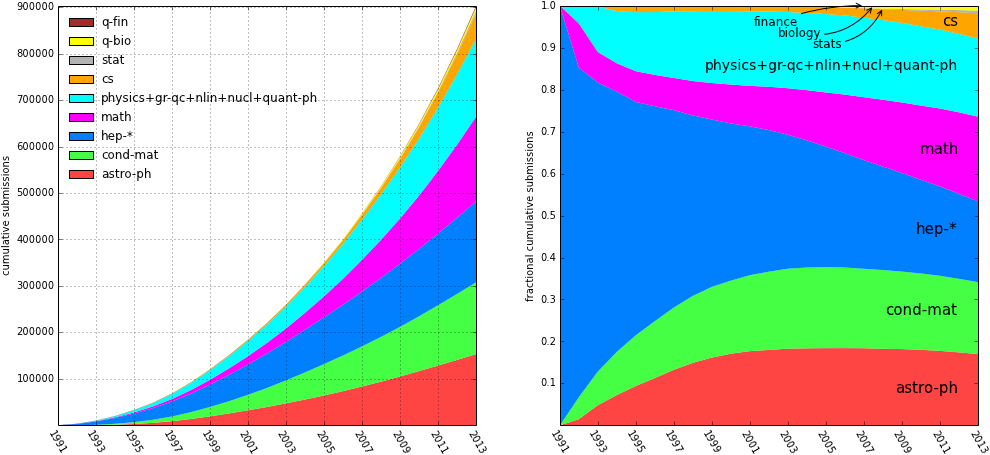 q-fin
q-bio
stat
cs
physics+gr-qc+nlin+nucl+quant-ph
math
hep-*
cond-mat
astro-ph
cumulative submissions
900000
800000
700000
600000
500000
400000
300000
200000
100000
1991
1993
1995
1997
1999
2001
2003
2005
2007
2009
2011
2013
fractional cumulative submissions
1.0
0.9
0.8
0.7
0.6
0.5
0.4
0.3
0.2
0.1
finance
biology
stats
cs
physics+gr-qc+nlin+nucl+quant-ph
math
hep-*
cond-mat
astro-ph
1991
1993
1995
1997
1999
2001
2003
2005
2007
2009
2011
2013